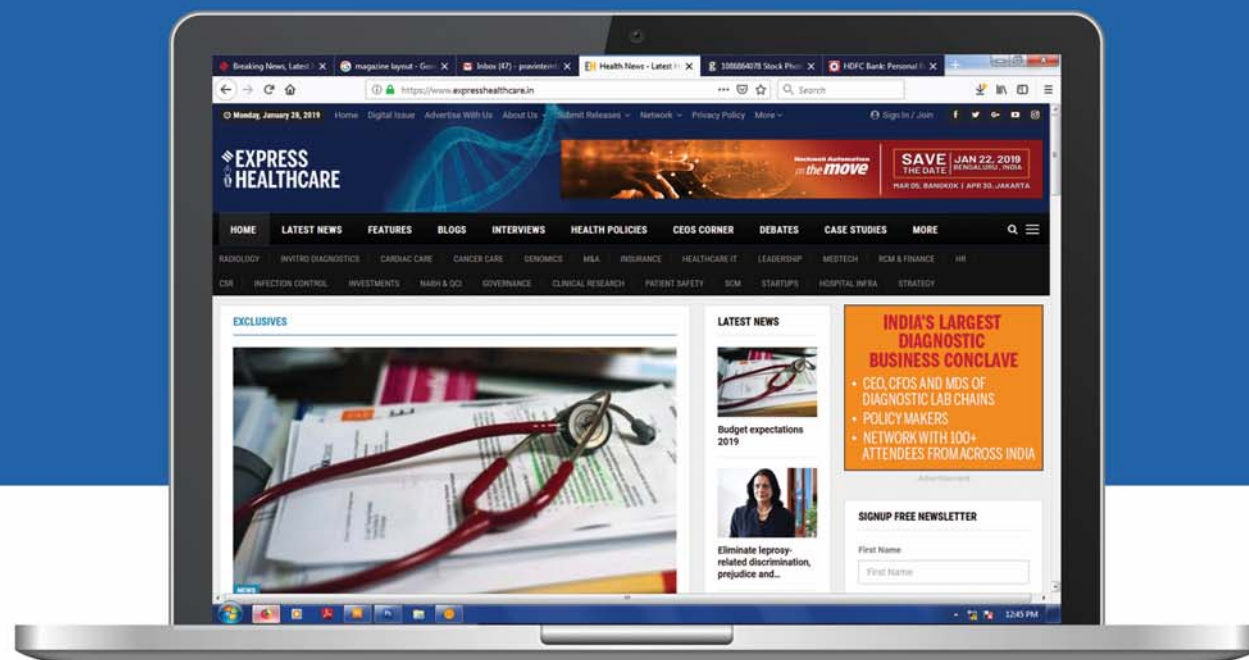 Breaking News, Latest
magazine layout - Goo
Inbox (47) - pravintemt
Health News - Latest H
1086864078 Stock Phot
HDFC Bank: Personal
https://www.expresshealthcare.in
Search
Monday, January 28, 2019 Home Digital Issue Advertise With Us About Us Submit Releases Network Privacy Policy More Sign In / Join
EXPRESS
HEALTHCARE
Rockwell Automation
on the move
SAVE
THE DATE
JAN 22, 2019
BENGALURU, INDIA
MAR 05, BANGKOK | APR 30, JAKARTA
HOME LATEST NEWS FEATURES BLOGS INTERVIEWS HEALTH POLICIES CEOS CORNER DEBATES CASE STUDIES MORE
RADIOLOGY INVITRO DIAGNOSTICS CARDIAC CARE CANCER CARE GENOMICS M&A INSURANCE HEALTHCARE IT LEADERSHIP MEDTECH RCM & FINANCE HR
CSR INFECTION CONTROL INVESTMENTS NABH & QCI GOVERNANCE CLINICAL RESEARCH PATIENT SAFETY SCM STARTUPS HOSPITAL INFRA STRATEGY
EXCLUSIVES
NEWS
LATEST NEWS
Budget expectations
2019
Eliminate leprosy-
related discrimination,
prejudice and...
INDIA'S LARGEST
DIAGNOSTIC
BUSINESS CONCLAVE
• CEO, CFOS AND MDS OF
DIAGNOSTIC LAB CHAINS
• POLICY MAKERS
• NETWORK WITH 100+
ATTENDEES FROM ACROSS INDIA
Advertisement
SIGNUP FREE NEWSLETTER
First Name
First Name
12:45 PM